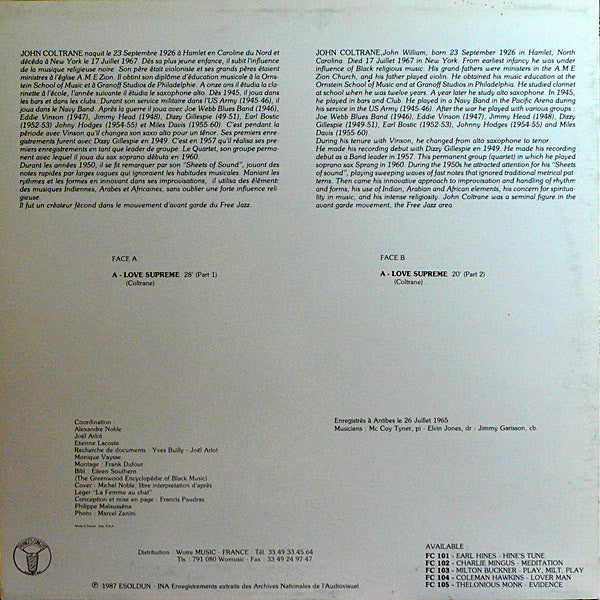 JOHN COLTRANE naquit le 23 Septembre 1926 à Hamlet en Caroline du Nord et
décéda à New York le 17 Juillet 1967. Dès sa plus jeune enfance, il subit l'influence
de la musique religieuse noire. Son père était violoniste et ses grands pères étaient
ministres à l'église A M.E Zion. Il obtint son diplôme d'éducation musicale à la Orns-
tein School of Music et à Granoff Studios de Philadelphie. A onze ans il étudia la cla-
rinette à l'école, l'année suivante il étudia le saxophone alto. Dès 1945, il joua dans
les bars et dans les clubs. Durant son service militaire dans l'US Army (1945-46), il
joua dans le Navy Band. Après la guerre il joua avec Joe Webb Blues Band (1946),
Eddie Vinson (1947), Jimmy Head (1948), Dizzy Gillespie (49-51), Earl Bostic
(1952-53) Johny Hodges (1954-55) et Miles Davis (1955 60). C'est pendant la
période avec Vinson qu'il changea son saxo alto pour un ténor. Ses premiers enre-
gistrements furent avec Dizzy Gillespie en 1949. C'est en 1957 qu'il réalisa ses pre-
miers enregistrements en tant que leader de groupe. Le Quartet, son groupe perma-
nent avec lequel il joua du sax soprano débuta en 1960.
Durant les années 1950, il se fit remarquer par son "Sheets of Sound", jouant des
notes rapides par larges vagues qui ignoraient les habitudes musicales. Maniant les
rythmes et les formes en innovant dans ses improvisations, il utilisa des élément:
des musiques Indiennes, Arabes et Africaines, sans oublier une forte influence reli
gieuse.
Il fut un créateur fécond dans le mouvement d'avant garde du Free Jazz.
JOHN COLTRANE, John William, born 23 September 1926 in Hamlet, North
Carolina. Died 17 Juillet 1967 in New York. From earliest infancy he was under
influence of Black religious music. His grand fathers were ministers in the A.M.E
Zion Church, and his father played violin. He obtained his music education at the
Ornstein School of Music and at Granoff Studios in Philadelphia. He studied clarinet
at school when he was twelve years. A year later he study alto saxophone. In 1945,
he played in bars and Club. He played in a Navy Band in the Pacific Arena during
his service in the US Army (1945-46). After the war he played with various groups :
Joe Webb Blues Band (1946), Eddie Vinson (1947), Jimmy Head (1948), Dizzy
Gillespie (1949-51), Earl Bostic (1952-53), Johnny Hodges (1954-55) and Miles
Davis (1955-60).
During his tenure with Vinson, he changed from alto saxophone to tenor.
He made his recording debut with Dizzy Gillespie en 1949. He made his recording
debut as a Band leader in 1957. This permanent group (quartet) in which he played
soprano sax Sprang in 1960. During the 1950s he attracted attention for his "Sheets
of sound", playing sweeping waves of fast notes that ignored traditional metrical pat-
terns. Then came his innovative approach to improvisation and handling of rhythm
and forms, his use of Indian, Arabian and African elements, his concern for spiritua-
lity in music, and his intense religiosity. John Coltrane was a seminal figure in the
avant-garde mouvement, the Free Jazz area
FACE A
A - LOVE SUPREME 28' (Part 1)
(Coltrane)
FACE B
A - LOVE SUPREME 20' (Part 2)
(Coltrane)
Coordination :
Alexandre Noble
Joël Arlot
Etienne Lacoste
Recherche de documents : Yves Builly - Joël Arlot
Monique Vaysse.
Montage : Frank Dufour.
Bibl : Eileen Southern
(The Greenwood Encyclopédie of Black Music)
Cover : Michel Noble, libre interpretation d'après
Leger "La Femme au chat"
Conception et mise en page : Francis Paudras
Philippe Malausséna
Photo : Marcel Zanini.
Enregistrés à Antibes le 26 Juillet 1965
Musiciens : Mc Coy Tyner, pi - Elvin Jones, dr - Jimmy Garisson, cb.
Distribution : Wotre MUSIC - FRANCE : Tél. 33.49.33.45.64
Tlx : 791 080 Womusic - Fax : 33 49 24 97 47
℗ 1987 ESOLDUN - INA Enregistrements extraits des Archives Nationales de l'Audiovisuel
AVAILABLE :
FC 101 - EARL HINES - HINE'S TUNE
FC 102 - CHARLIE MINGUS - MEDITATION
FC 103 - MILTON BUCKNER - PLAY, MILT, PLAY
FC 104 - COLEMAN HAWKINS - LOVER MAN
FC 105 - THELONIOUS MONK - EVIDENCE